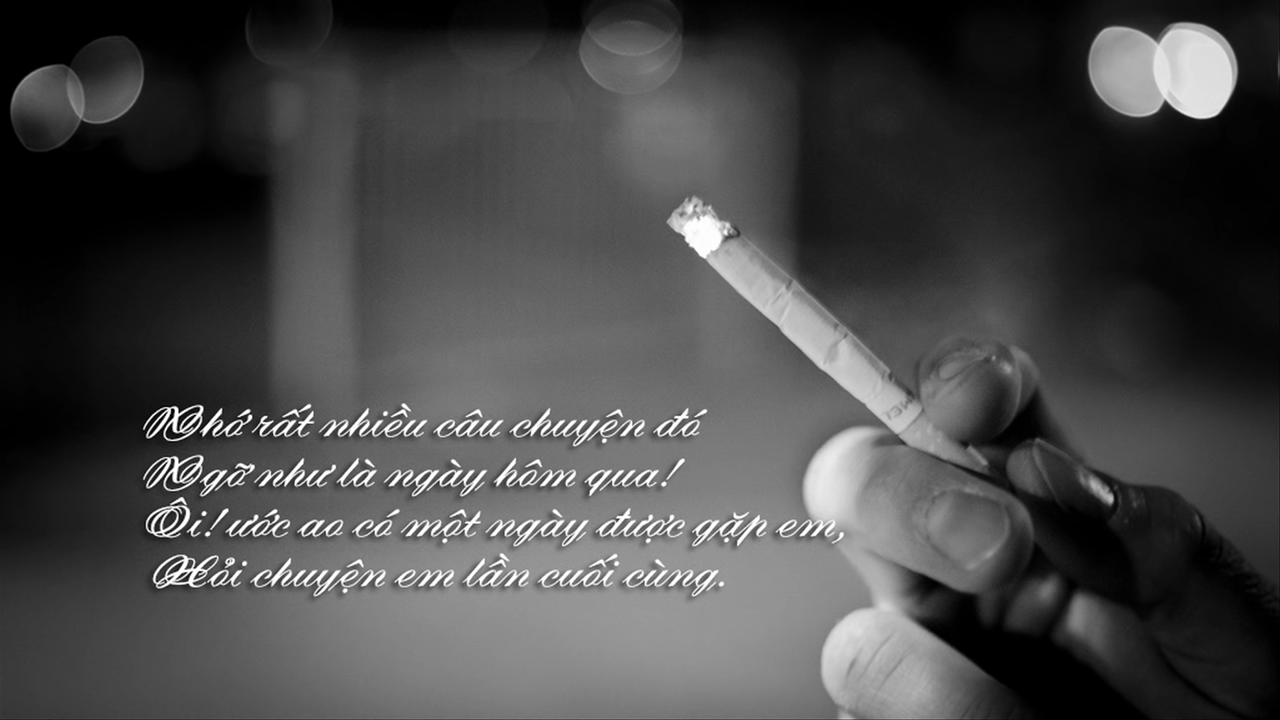 Nhớ rất nhiều câu chuyện đó
Ngỡ như là ngày hôm qua!
Ôi! ước ao có một ngày được gặp em,
Hỏi chuyện em lần cuối cùng.